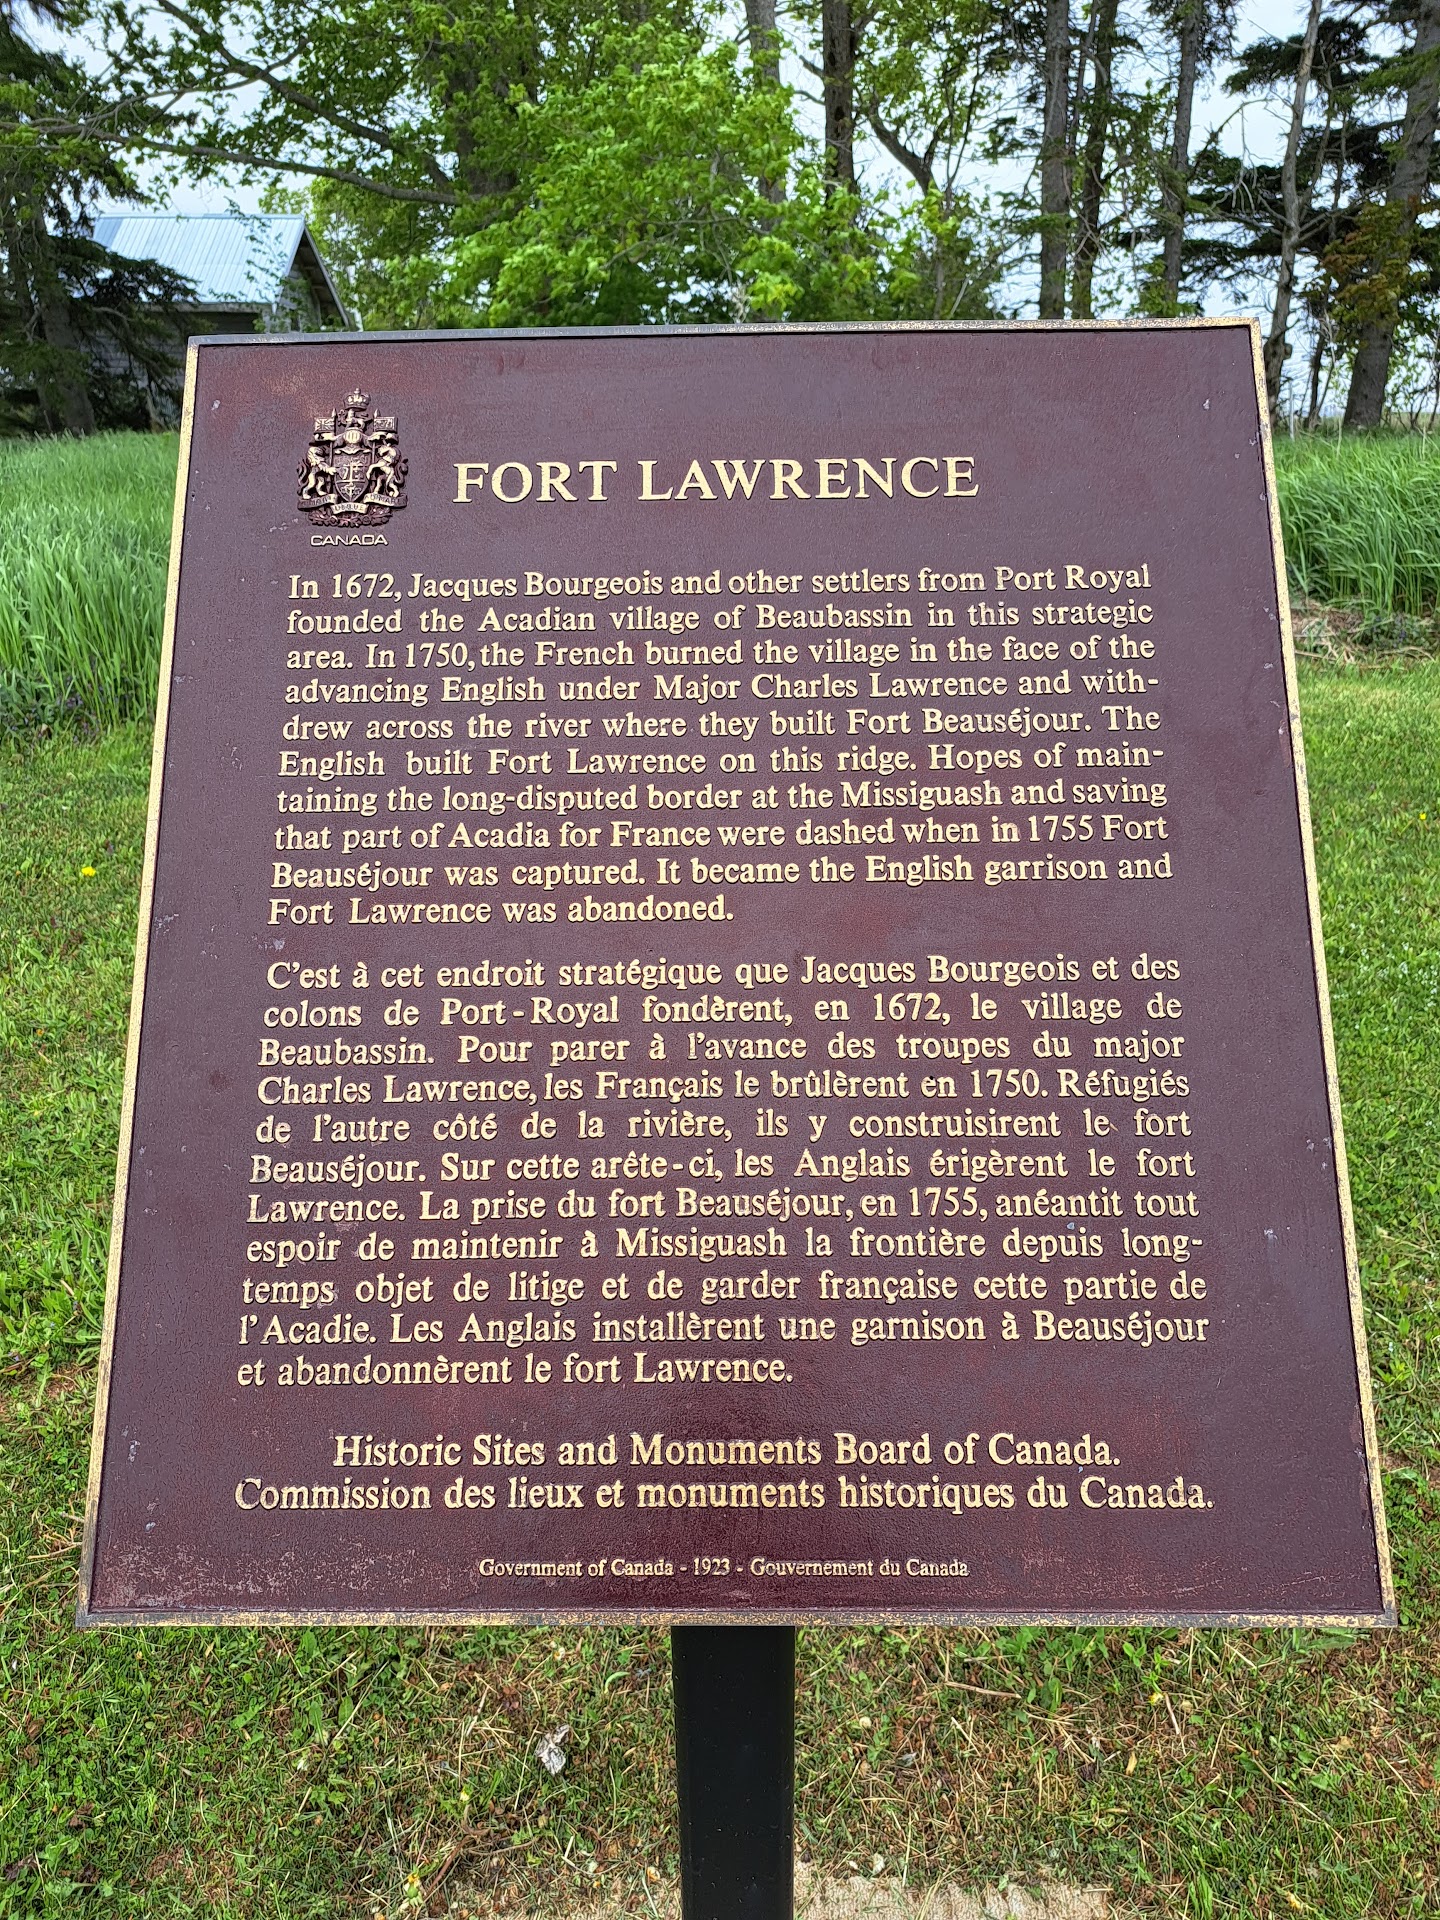 CANADA
FORT LAWRENCE
In 1672, Jacques Bourgeois and other settlers from Port Royal
founded the Acadian village of Beaubassin in this strategic
area. In 1750, the French burned the village in the face of the
advancing English under Major Charles Lawrence and with-
drew across the river where they built Fort Beauséjour. The
English built Fort Lawrence on this ridge. Hopes of main-
taining the long-disputed border at the Missiguash and saving
that part of Acadia for France were dashed when in 1755 Fort
Beauséjour was captured. It became the English garrison and
Fort Lawrence was abandoned.
C'est à cet endroit stratégique que Jacques Bourgeois et des
colons de Port-Royal fondèrent, en 1672, le village de
Beaubassin. Pour parer à l'avance des troupes du major
Charles Lawrence, les Français le brûlèrent en 1750. Réfugiés
de l'autre côté de la rivière, ils y construisirent le fort
Beauséjour. Sur cette arête-ci, les Anglais érigèrent le fort
Lawrence. La prise du fort Beauséjour, en 1755, anéantit tout
espoir de maintenir à Missiguash la frontière depuis long-
temps objet de litige et de garder française cette partie de
l'Acadie. Les Anglais installèrent une garnison à Beauséjour
et abandonnèrent le fort Lawrence.
Historic Sites and Monuments Board of Canada.
Commission des lieux et monuments historiques du Canada.
Government of Canada - 1923 - Gouvernement du Canada